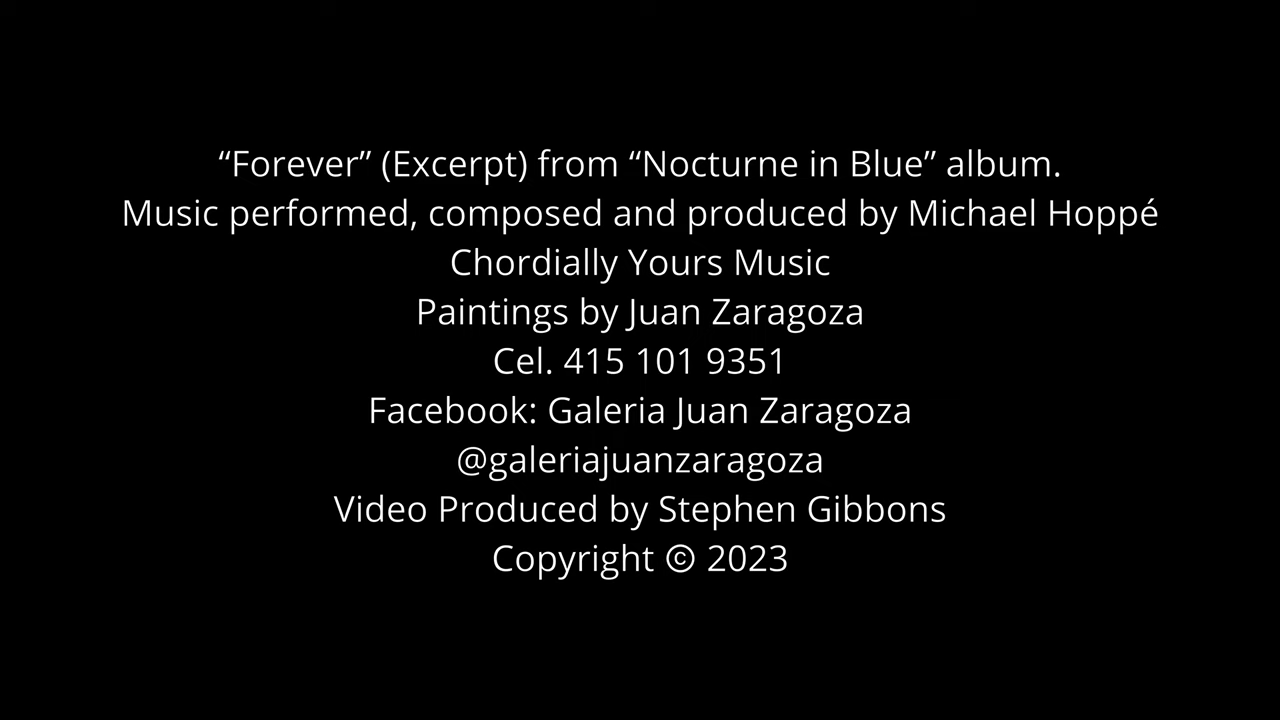 “Forever” (Excerpt) from “Nocturne in Blue” album.
Music performed, composed and produced by Michael Hoppé
Chordially Yours Music
Paintings by Juan Zaragoza
Cel. 415 101 9351
Facebook: Galeria Juan Zaragoza
@galeriajuanzaragoza
Video Produced by Stephen Gibbons
Copyright © 2023